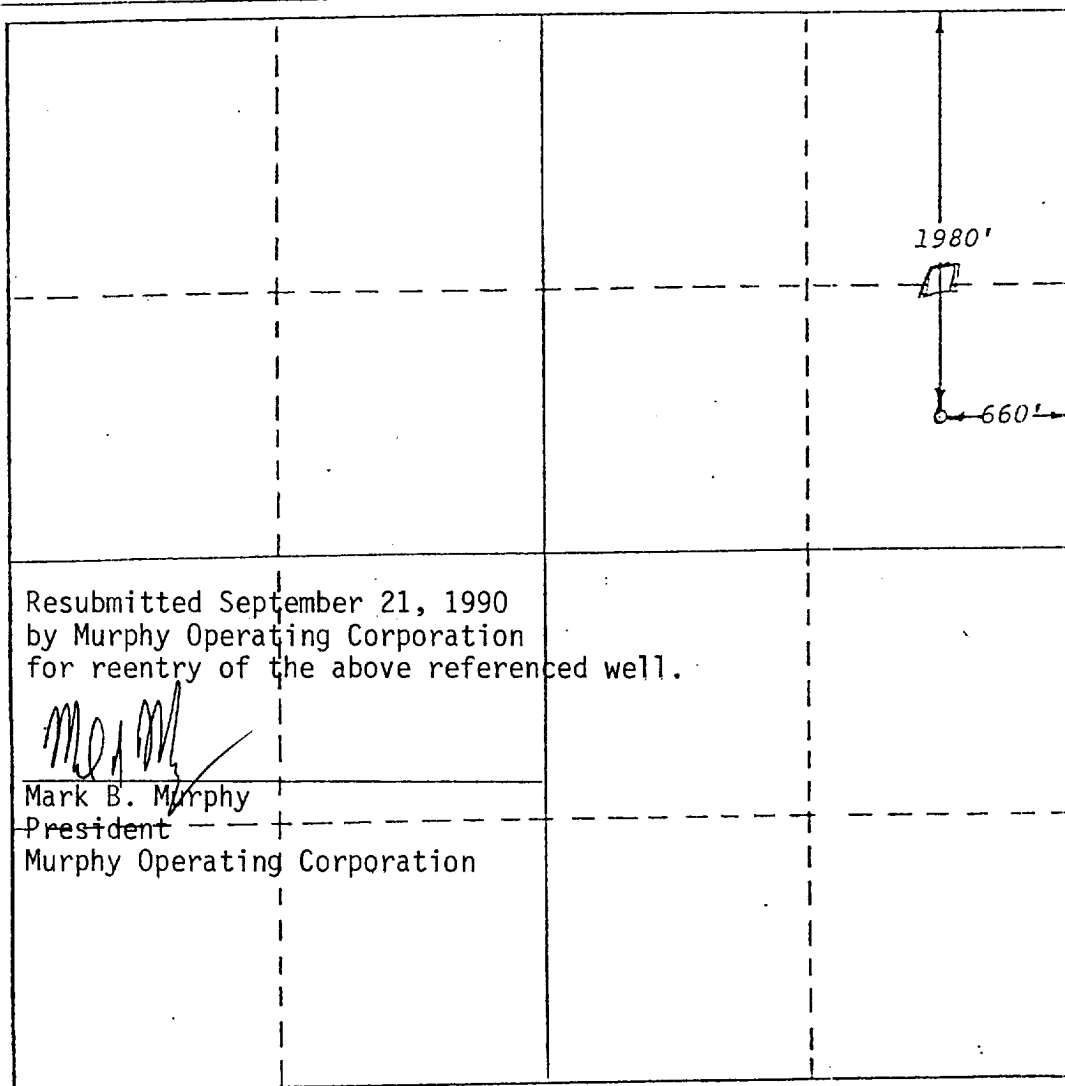 1980'
660'
Resubmitted September 21, 1990
by Murphy Operating Corporation
for reentry of the above referenced well.
Mark B. Murphy
President
Murphy Operating Corporation